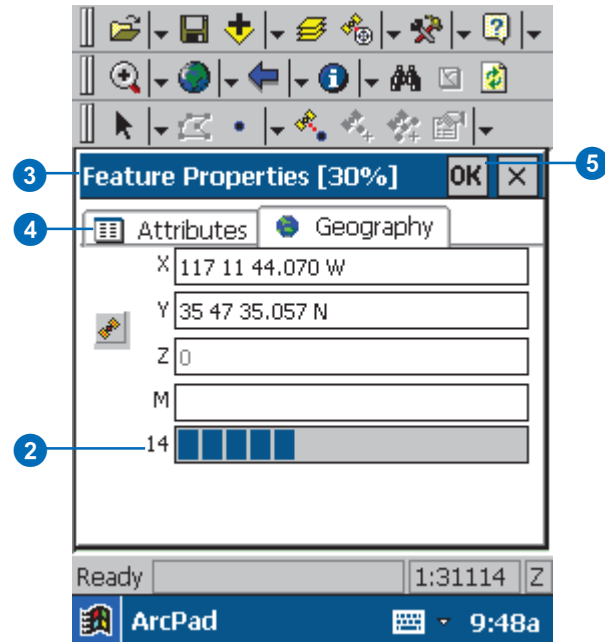 3
Feature Properties [30%]
OK
5
4
Attributes
Geography
X 117 11 44.070 W
Y 35 47 35.057 N
Z 0
M
2
14
Ready
1:31114
Z
ArcPad
9:48a